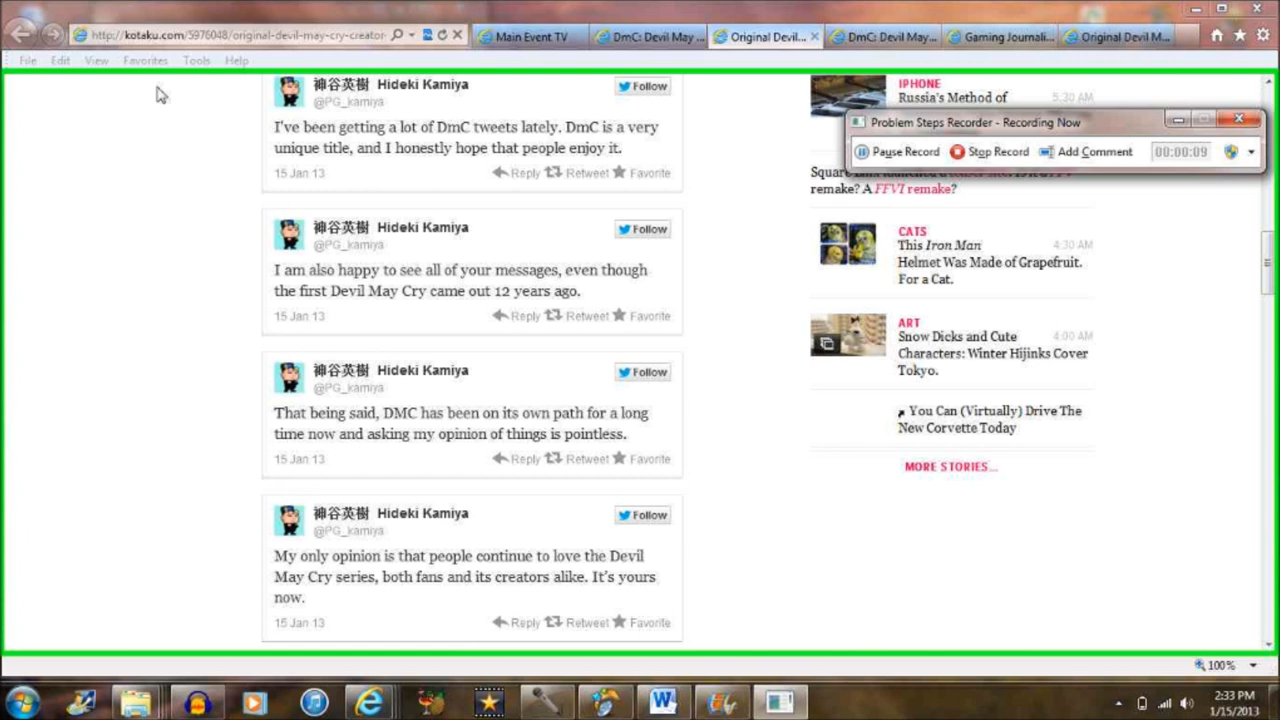 http://kotaku.com/5976048/original-devil-may-cry-creator-
Main Event TV
DmC: Devil May ...
Original Devil...
DmC: Devil May...
Gaming Journali...
Original Devil M...
File Edit View Favorites Tools Help
神谷英樹 Hideki Kamiya
Follow
@PG_kamiya
I've been getting a lot of DmC tweets lately. DmC is a very
unique title, and I honestly hope that people enjoy it.
15 Jan 13
Reply Retweet Favorite
神谷英樹 Hideki Kamiya
Follow
@PG_kamiya
I am also happy to see all of your messages, even though
the first Devil May Cry came out 12 years ago.
15 Jan 13
Reply Retweet Favorite
神谷英樹 Hideki Kamiya
Follow
@PG_kamiya
That being said, DMC has been on its own path for a long
time now and asking my opinion of things is pointless.
15 Jan 13
Reply Retweet Favorite
神谷英樹 Hideki Kamiya
Follow
@PG_kamiya
My only opinion is that people continue to love the Devil
May Cry series, both fans and its creators alike. It's yours
now.
15 Jan 13
Reply Retweet Favorite
IPHONE
Russia's Method of
5:30 AM
Problem Steps Recorder - Recording Now
Pause Record Stop Record Add Comment 00:00:09
remake? A FFVI remake?
CATS
This Iron Man
4:30 AM
Helmet Was Made of Grapefruit.
For a Cat.
ART
Snow Dicks and Cute
4:00 AM
Characters: Winter Hijinks Cover
Tokyo.
You Can (Virtually) Drive The
New Corvette Today
MORE STORIES...
100%
2:33 PM
1/15/2013